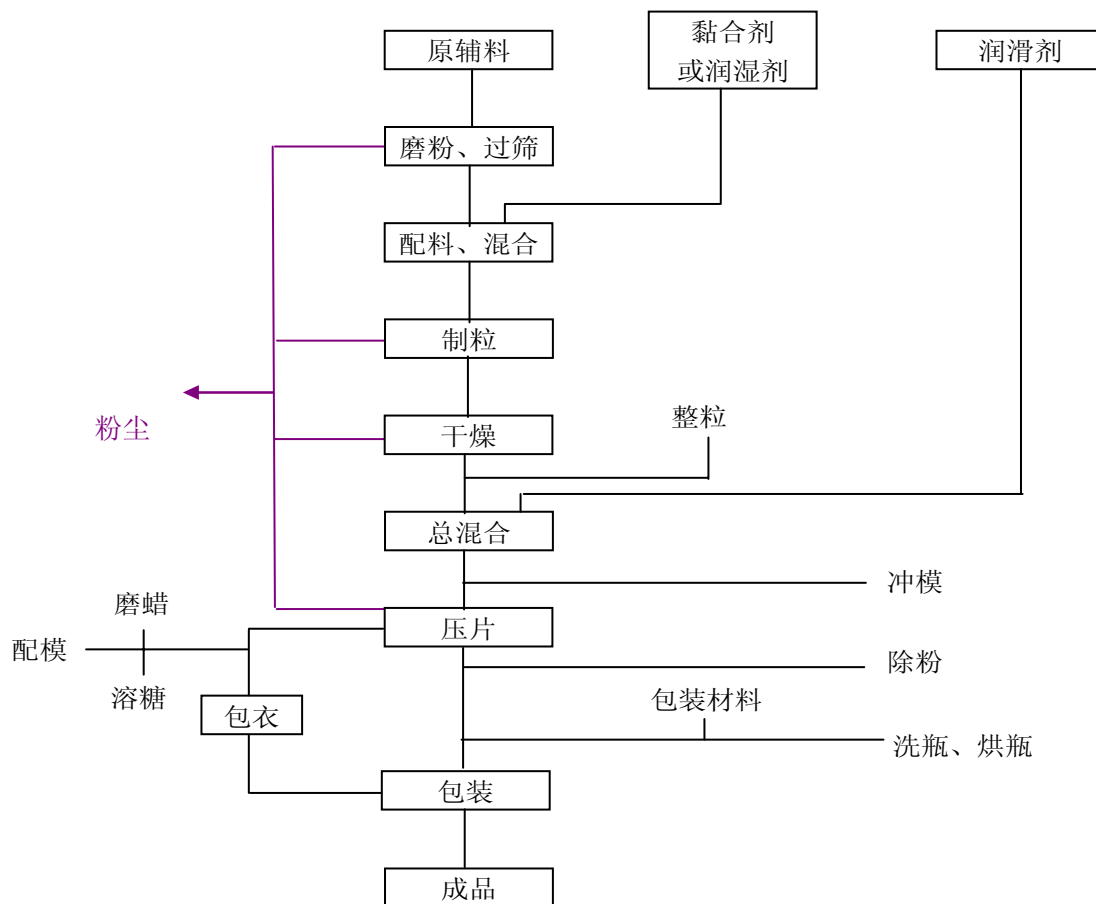 原辅料
黏合剂
或润湿剂
润滑剂
磨粉、过筛
配料、混合
制粒
粉尘
干燥
整粒
总混合
冲模
磨蜡
配模
溶糖
压片
除粉
包衣
包装材料
洗瓶、烘瓶
包装
成品